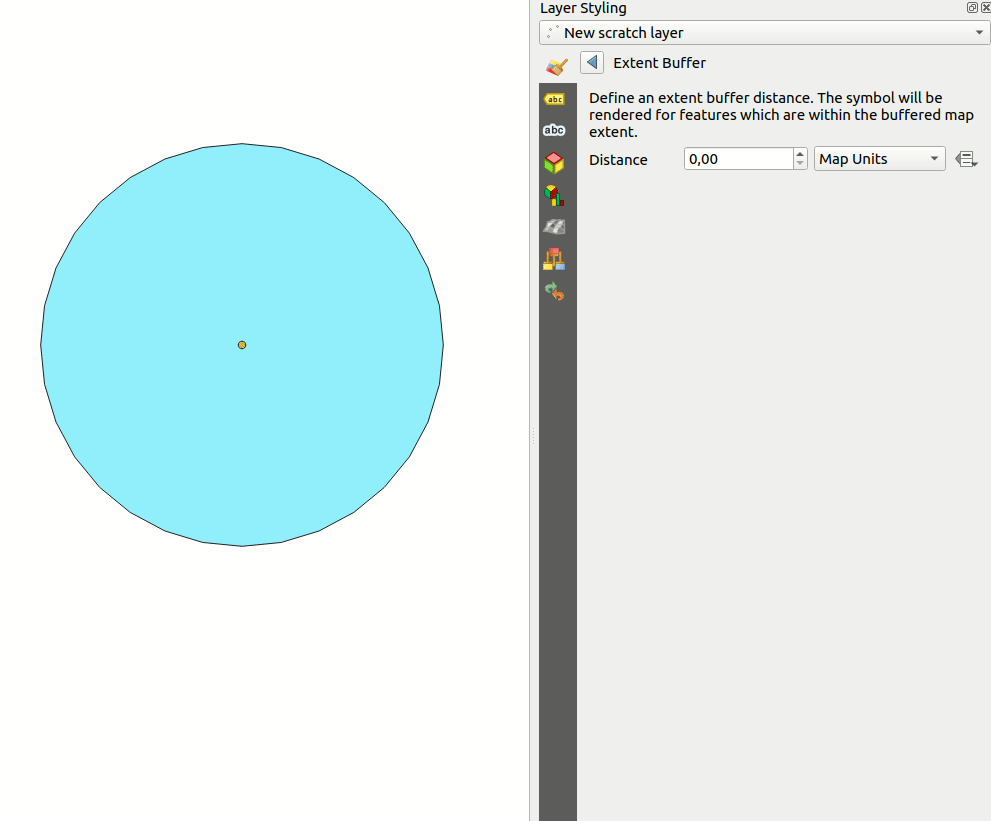 Layer Styling
New scratch layer
Extent Buffer
abc
abc
Define an extent buffer distance. The symbol will be
rendered for features which are within the buffered map
extent.
Distance 0,00 Map Units